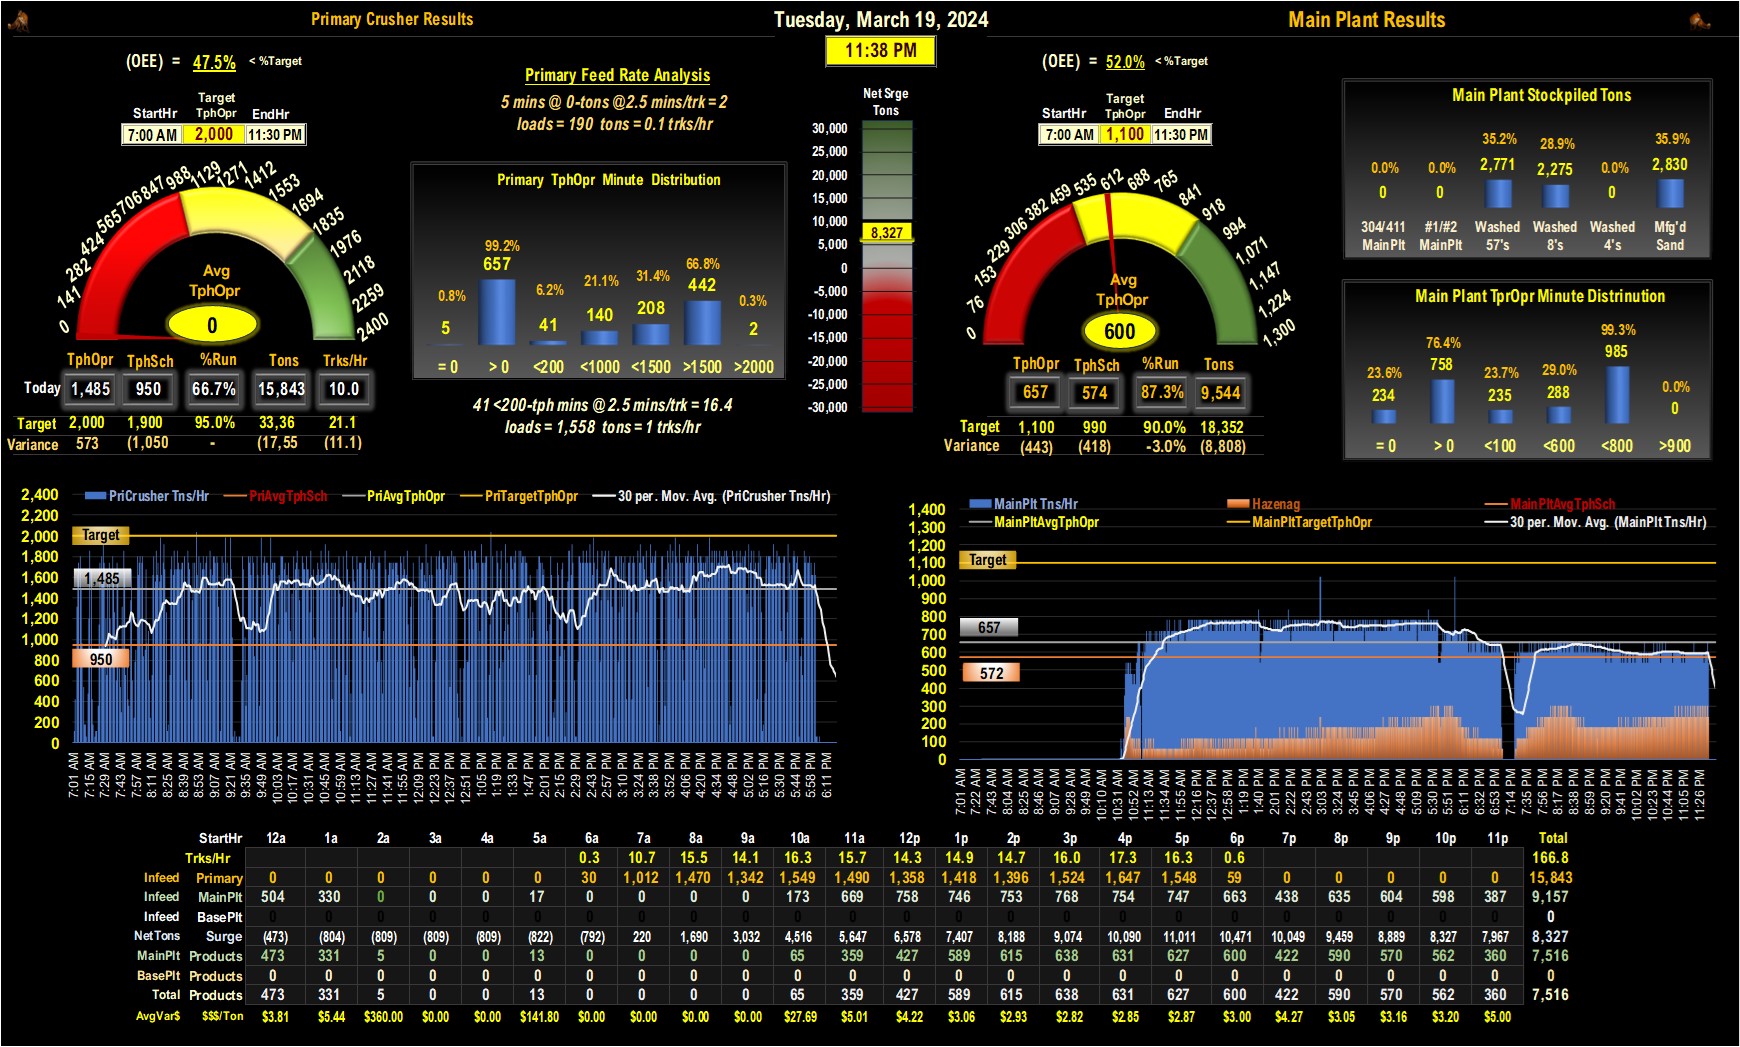 Primary Crusher Results
Tuesday, March 19, 2024
Main Plant Results
11:38 PM
(OEE) = 47.5% < %Target
StartHr Target TphOpr EndHr
7:00 AM 2,000 11:30 PM
0 141 282 424 565 706 847 988 1129 1271 1412 1553 1694 1835 1976 2118 2259 2400
Avg
TphOpr
0
TphOpr TphSch %Run Tons Trks/Hr
Today 1,485 950 66.7% 15,843 10.0
Target 2,000 1,900 95.0% 33,36 21.1
Variance 573 (1,050 - (17,55 (11.1)
Primary Feed Rate Analysis
5 mins @ 0-tons @2.5 mins/trk = 2
loads = 190 tons = 0.1 trks/hr
Primary TphOpr Minute Distribution
0.8% 99.2% 6.2% 21.1% 31.4% 66.8% 0.3%
5 657 41 140 208 442 2
= 0 > 0 <200 <1000 <1500 >1500 >2000
41 <200-tph mins @ 2.5 mins/trk = 16.4
loads = 1,558 tons = 1 trks/hr
Net Srge
Tons
30,000
25,000
20,000
15,000
10,000
8,327
5,000
0
-5,000
-10,000
-15,000
-20,000
-25,000
-30,000
(OEE) = 52.0% < %Target
StartHr Target TphOpr EndHr
7:00 AM 1,100 11:30 PM
0 76 153 229 306 382 459 535 612 688 765 841 918 994 1,071 1,147 1,224 1,300
Avg
TphOpr
600
TphOpr TphSch %Run Tons
657 574 87.3% 9,544
Target 1,100 990 90.0% 18,352
Variance (443) (418) -3.0% (8,808)
Main Plant Stockpiled Tons
0.0% 0.0% 35.2% 28.9% 0.0% 35.9%
0 0 2,771 2,275 0 2,830
304/411 #1/#2 Washed Washed Washed Mfg'd
MainPlt MainPlt 57's 8's 4's Sand
Main Plant TprOpr Minute Distrinution
23.6% 76.4% 23.7% 29.0% 99.3% 0.0%
234 758 235 288 985 0
= 0 > 0 <100 <600 <800 >900
PriCrusher Tns/Hr PriAvgTphSch PriAvgTphOpr PriTargetTphOpr 30 per. Mov. Avg. (PriCrusher Tns/Hr)
2,400
2,200
2,000
1,800
1,600
1,400
1,200
1,000
800
600
400
200
0
Target
1,485
950
7:01 AM 7:15 AM 7:29 AM 7:43 AM 7:57 AM 8:11 AM 8:25 AM 8:39 AM 8:53 AM 9:07 AM 9:21 AM 9:35 AM 9:49 AM 10:03 AM 10:17 AM 10:31 AM 10:45 AM 10:59 AM 11:13 AM 11:27 AM 11:41 AM 11:55 AM 12:09 PM 12:23 PM 12:37 PM 12:51 PM 1:05 PM 1:19 PM 1:33 PM 1:47 PM 2:01 PM 2:15 PM 2:29 PM 2:43 PM 2:57 PM 3:10 PM 3:24 PM 3:38 PM 3:52 PM 4:06 PM 4:20 PM 4:34 PM 4:48 PM 5:02 PM 5:16 PM 5:30 PM 5:44 PM 5:58 PM 6:11 PM
MainPlt Tns/Hr Hazenag MainPltAvgTphSch
MainPltAvgTphOpr MainPltTargetTphOpr 30 per. Mov. Avg. (MainPlt Tns/Hr)
1,400
1,300
1,200
1,100
1,000
900
800
700
600
500
400
300
200
100
0
Target
657
572
7:01 AM 7:22 AM 7:43 AM 8:04 AM 8:25 AM 8:46 AM 9:07 AM 9:28 AM 9:49 AM 10:10 AM 10:31 AM 10:52 AM 11:13 AM 11:34 AM 11:55 AM 12:16 PM 12:37 PM 12:58 PM 1:19 PM 1:40 PM 2:01 PM 2:22 PM 2:43 PM 3:03 PM 3:24 PM 3:45 PM 4:06 PM 4:27 PM 4:48 PM 5:09 PM 5:30 PM 5:51 PM 6:11 PM 6:32 PM 6:53 PM 7:14 PM 7:35 PM 7:56 PM 8:17 PM 8:38 PM 8:59 PM 9:20 PM 9:41 PM 10:02 PM 10:23 PM 10:44 PM 11:05 PM 11:26 PM
StartHr 12a 1a 2a 3a 4a 5a 6a 7a 8a 9a 10a 11a 12p 1p 2p 3p 4p 5p 6p 7p 8p 9p 10p 11p Total
Trks/Hr 0.3 10.7 15.5 14.1 16.3 15.7 14.3 14.9 14.7 16.0 17.3 16.3 0.6 166.8
Infeed Primary 0 0 0 0 0 0 30 1,012 1,470 1,342 1,549 1,490 1,358 1,418 1,396 1,524 1,647 1,548 59 0 0 0 0 0 15,843
Infeed MainPlt 504 330 0 0 0 17 0 0 0 0 173 669 758 746 753 768 754 747 663 438 635 604 598 387 9,157
Infeed BasePlt 0 0 0 0 0 0 0 0 0 0 0 0 0 0 0 0 0 0 0 0 0 0 0 0 0
NetTons Surge (473) (804) (809) (809) (809) (822) (792) 220 1,690 3,032 4,516 5,647 6,578 7,407 8,188 9,074 10,090 11,011 10,471 10,049 9,459 8,889 8,327 7,967 8,327
MainPlt Products 473 331 5 0 0 13 0 0 0 0 65 359 427 589 615 638 631 627 600 422 590 570 562 360 7,516
BasePlt Products 0 0 0 0 0 0 0 0 0 0 0 0 0 0 0 0 0 0 0 0 0 0 0 0 0
Total Products 473 331 5 0 0 13 0 0 0 0 65 359 427 589 615 638 631 627 600 422 590 570 562 360 7,516
AvgVar$ $$$/Ton $3.81 $5.44 $360.00 $0.00 $0.00 $141.80 $0.00 $0.00 $0.00 $0.00 $27.69 $5.01 $4.22 $3.06 $2.93 $2.82 $2.85 $2.87 $3.00 $4.27 $3.05 $3.16 $3.20 $5.00